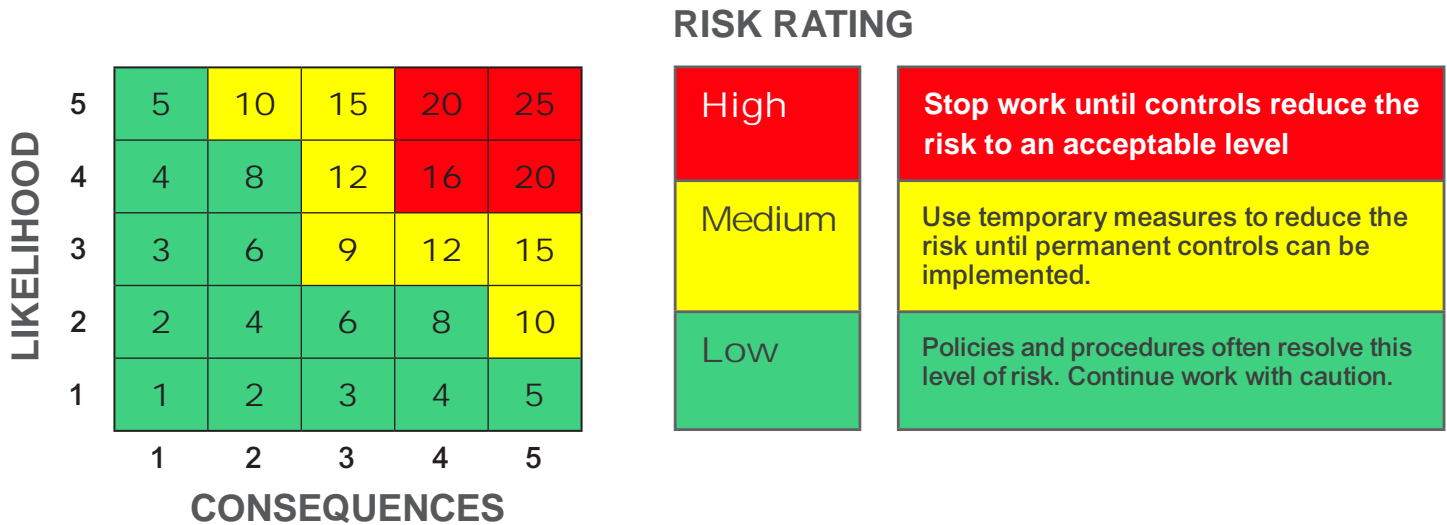 RISK RATING
5 5 10 15 20 25
4 4 8 12 16 20
3 3 6 9 12 15
2 2 4 6 8 10
1 1 2 3 4 5
1 2 3 4 5
LIKELIHOOD
CONSEQUENCES
High
Stop work until controls reduce the
risk to an acceptable level
Medium
Use temporary measures to reduce the
risk until permanent controls can be
implemented.
Low
Policies and procedures often resolve this
level of risk. Continue work with caution.